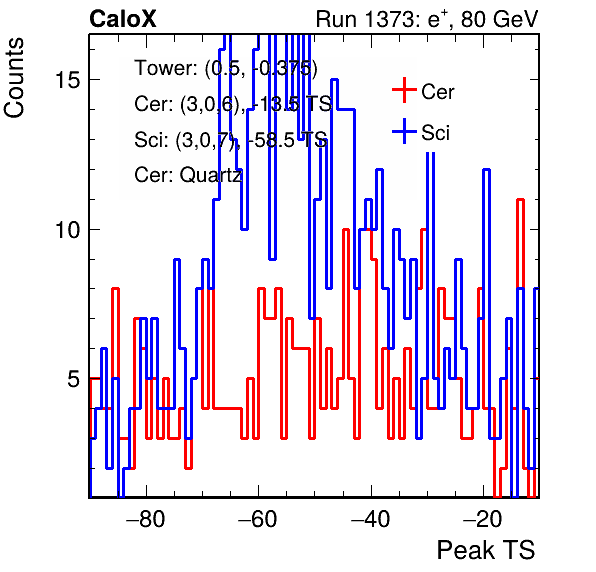 CaloX Run 1373: e⁺, 80 GeV
Counts
Tower: (0.5, -0.375)
Cer: (3,0,6), -13.5 TS
Sci: (3,0,7), -58.5 TS
Cer: Quartz
Cer
Sci
15
10
5
−80 −60 −40 −20
Peak TS